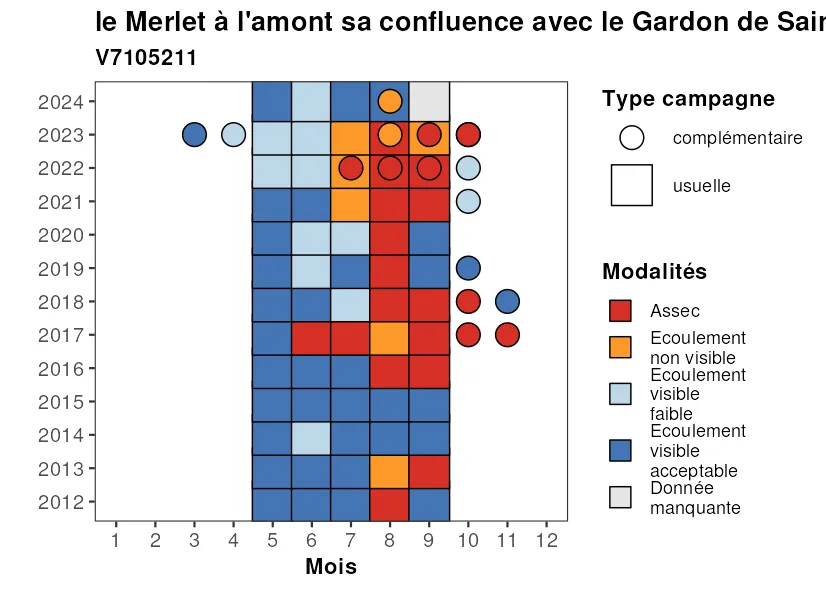 le Merlet à l'amont sa confluence avec le Gardon de Sain
V7105211
2024
2023
2022
2021
2020
2019
2018
2017
2016
2015
2014
2013
2012
1 2 3 4 5 6 7 8 9 10 11 12
Mois
Type campagne
complémentaire
usuelle
Modalités
Assec
Ecoulement
non visible
Ecoulement
visible
faible
Ecoulement
visible
acceptable
Donnée
manquante